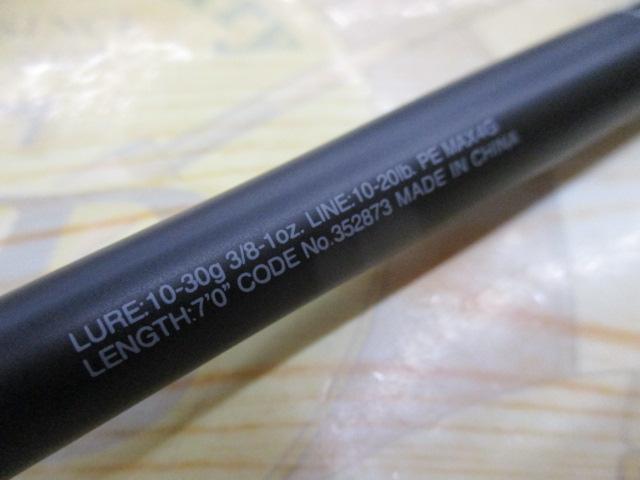 LURE:10-30g 3/8-1oz. LINE:10-20lb. PE MAX4G
LENGTH:7'0" CODE No.352873 MADE IN CHINA